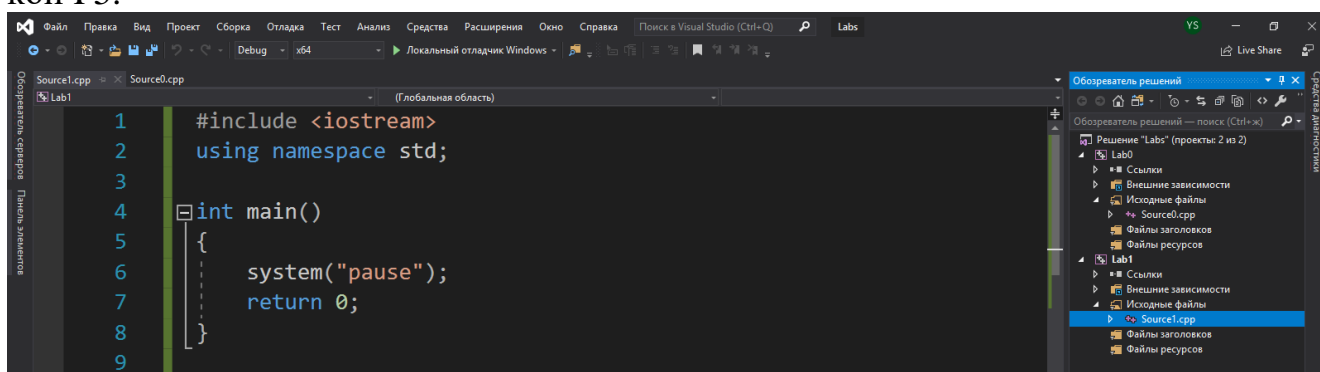 кой F5.
Файл Правка Вид Проект Сборка Отладка Тест Анализ Средства Расширения Окно Справка Поиск в Visual Studio (Ctrl+Q) Labs YS
Debug x64 Локальный отладчик Windows Live Share
Обозреватель серверов
Панель элементов
Source1.cpp Source0.cpp
Lab1 (Глобальная область)
1 #include <iostream>
2 using namespace std;
3
4 int main()
5 {
6 system("pause");
7 return 0;
8 }
9
Обозреватель решений
Обозреватель решений — поиск (Ctrl+ж)
Решение "Labs" (проекты: 2 из 2)
Lab0
Ссылки
Внешние зависимости
Исходные файлы
Source0.cpp
Файлы заголовков
Файлы ресурсов
Lab1
Ссылки
Внешние зависимости
Исходные файлы
Source1.cpp
Файлы заголовков
Файлы ресурсов
Средства диагностики